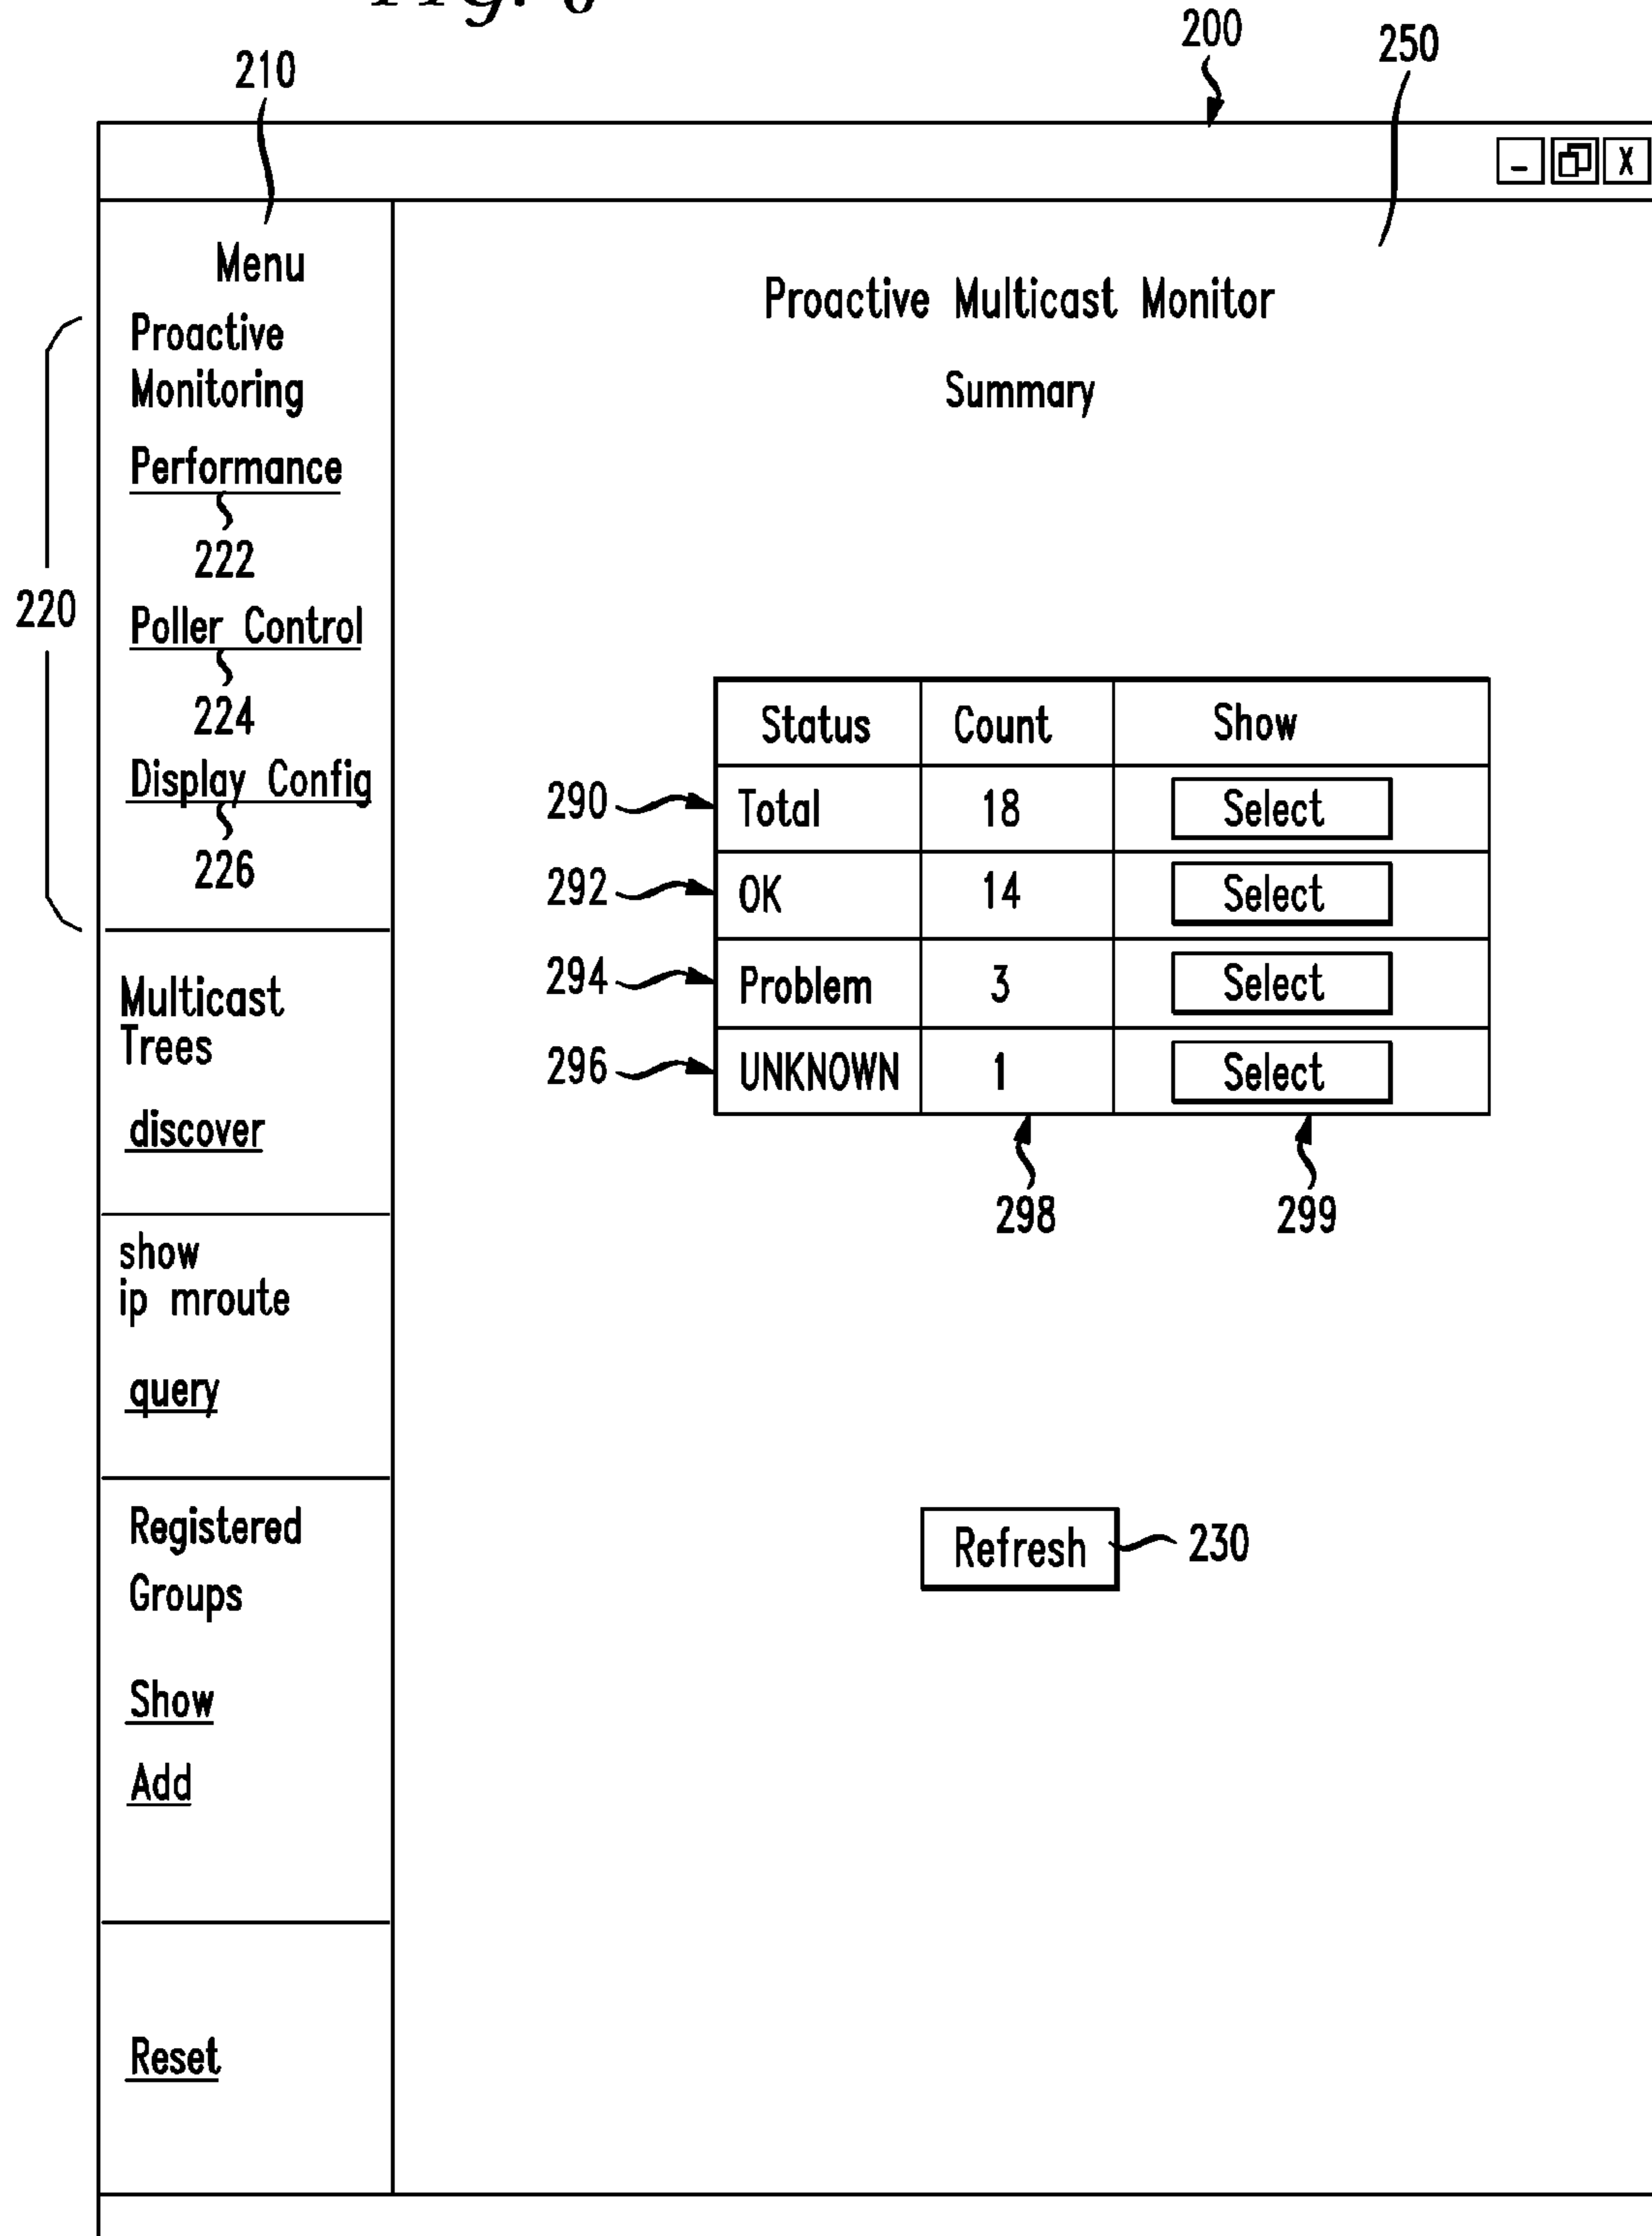 200
250
210
X
Menu
Proactive
Monitoring
Performance
222
220
Poller Control
224
Display Config
226
Multicast
Trees
discover
show
ip mroute
query
Registered
Groups
Show
Add
Reset
Proactive Multicast Monitor
Summary
Status Count Show
290 Total 18 Select
292 OK 14 Select
294 Problem 3 Select
296 UNKNOWN 1 Select
298 299
Refresh 230